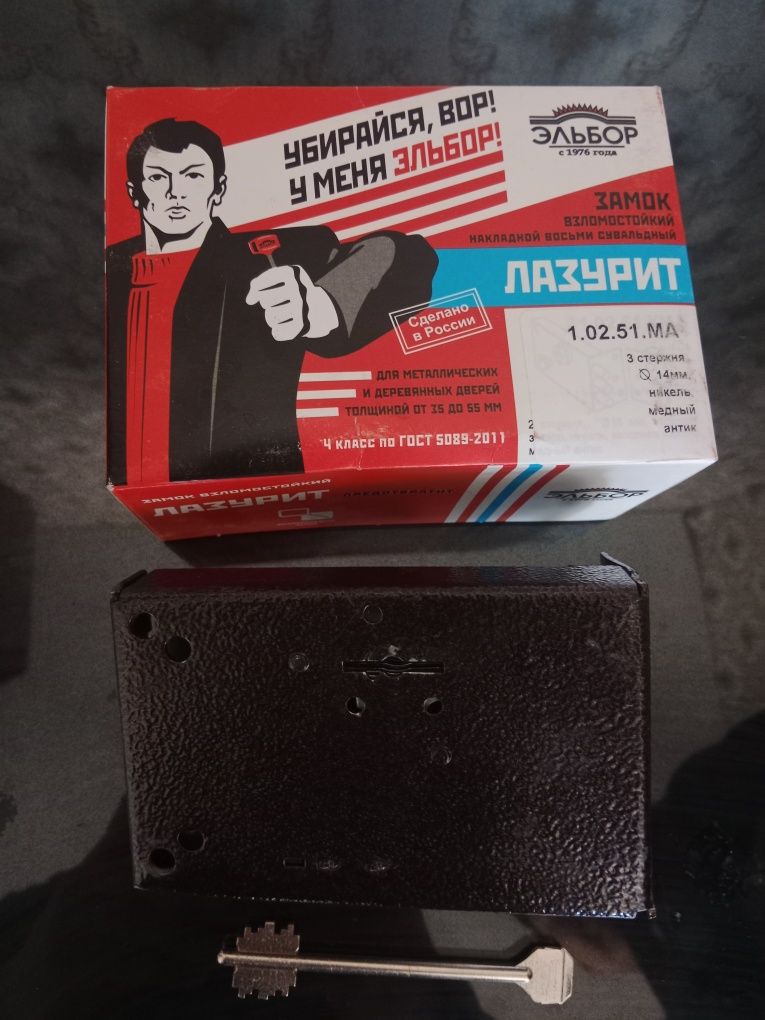 УБИРАЙСЯ, ВОР!
У МЕНЯ ЭЛЬБОР!
ЭЛЬБОР
с 1976 года
ЗАМОК
ВЗЛОМОСТОЙКИЙ
НАКЛАДНОЙ ВОСЬМИ СУВАЛЬДНЫЙ
ЛАЗУРИТ
Сделано
в России
1.02.51.МА
3 стержня
⌀ 14мм,
никель,
медный
антик
ДЛЯ МЕТАЛЛИЧЕСКИХ
И ДЕРЕВЯННЫХ ДВЕРЕЙ
ТОЛЩИНОЙ ОТ 35 ДО 55 ММ
4 КЛАСС ПО ГОСТ 5089-2011
ЗАМОК ВЗЛОМОСТОЙКИЙ
ЛАЗУРИТ
ЭЛЬБОР